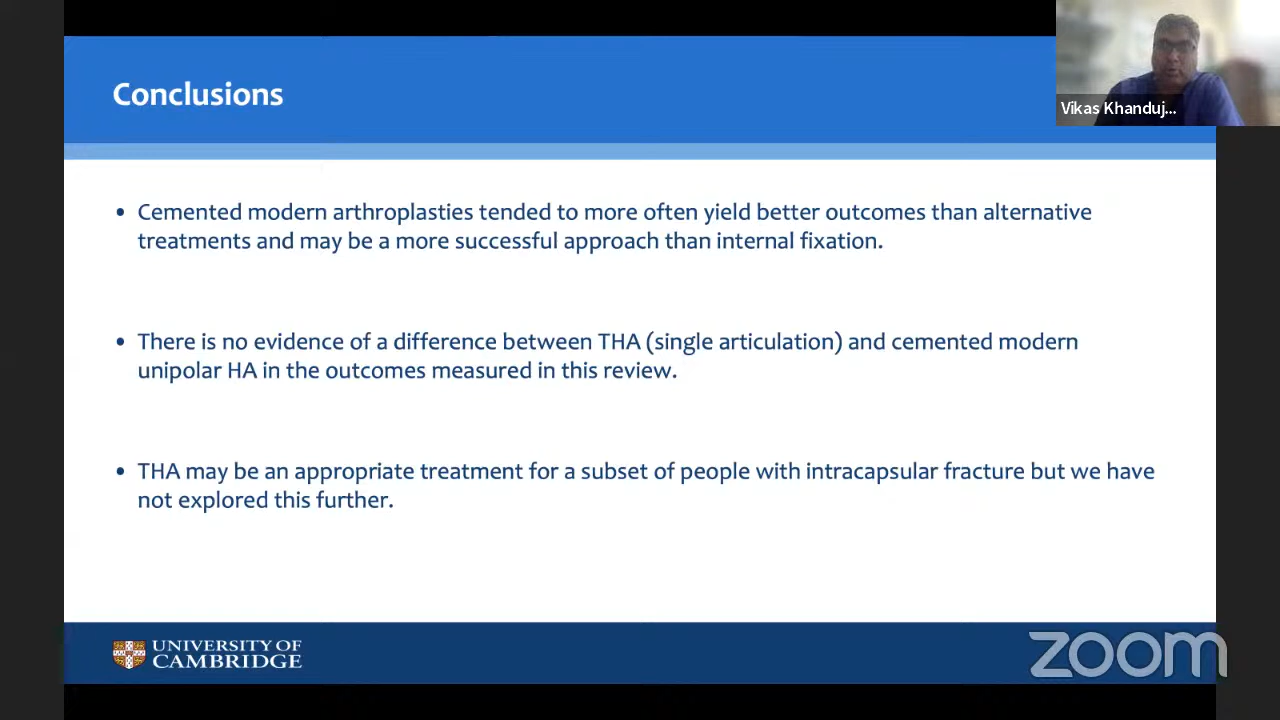 Conclusions
Vikas Khanduj...
• Cemented modern arthroplasties tended to more often yield better outcomes than alternative
treatments and may be a more successful approach than internal fixation.
• There is no evidence of a difference between THA (single articulation) and cemented modern
unipolar HA in the outcomes measured in this review.
• THA may be an appropriate treatment for a subset of people with intracapsular fracture but we have
not explored this further.
UNIVERSITY OF
CAMBRIDGE
zoom